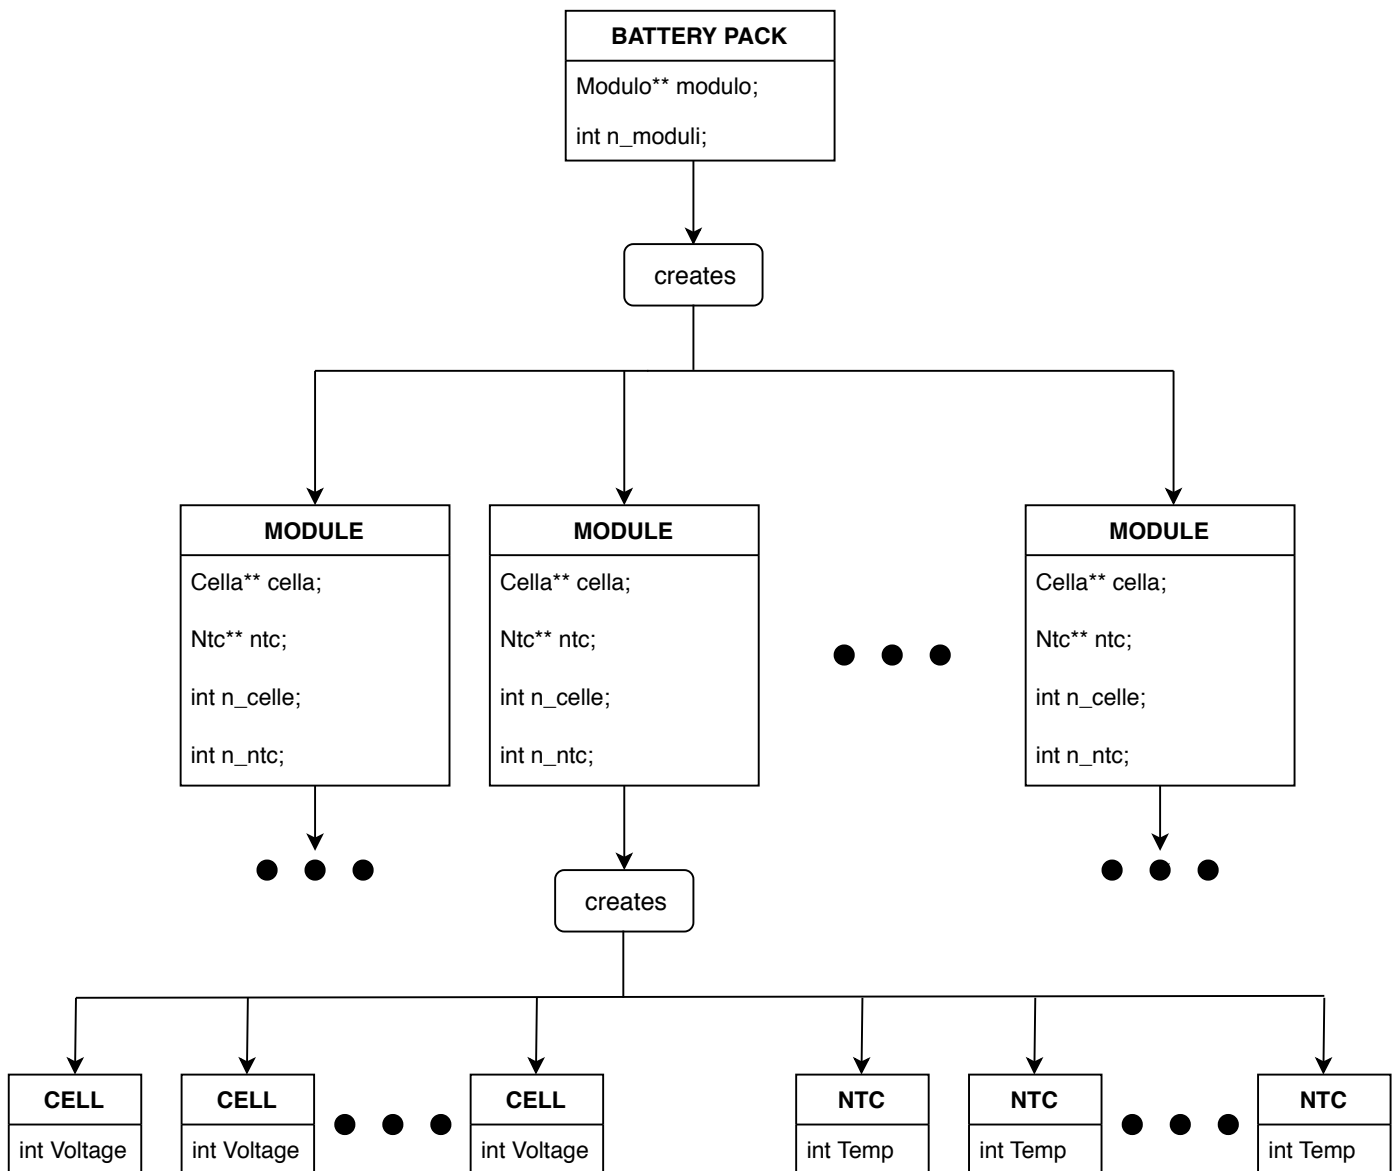 BATTERY PACK
Modulo** modulo;
int n_moduli;
creates
MODULE
Cella** cella;
Ntc** ntc;
int n_celle;
int n_ntc;
MODULE
Cella** cella;
Ntc** ntc;
int n_celle;
int n_ntc;
MODULE
Cella** cella;
Ntc** ntc;
int n_celle;
int n_ntc;
creates
CELL
int Voltage
CELL
int Voltage
CELL
int Voltage
NTC
int Temp
NTC
int Temp
NTC
int Temp